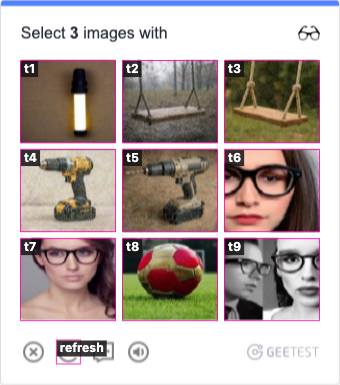 Select 3 images with
t1 t2 t3
t4 t5 t6
t7 t8 t9
refresh
GEETEST